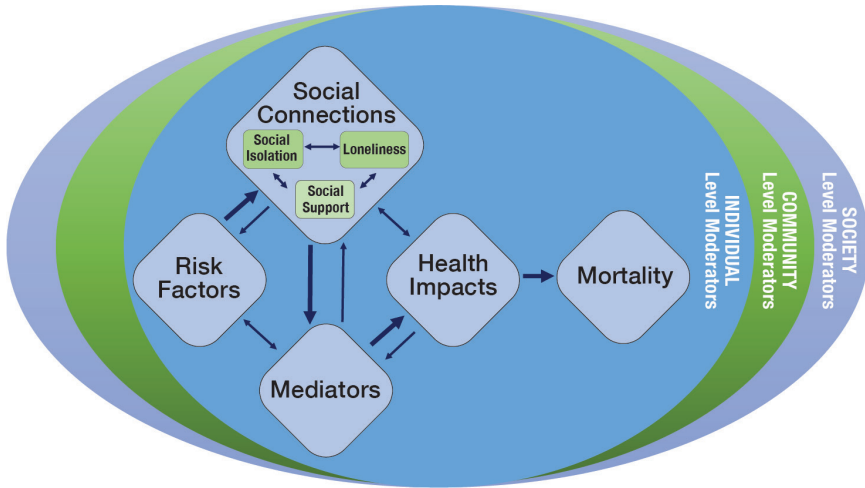 Social
Connections
Social
Isolation
Loneliness
Social
Support
Risk
Factors
Health
Impacts
Mortality
Mediators
INDIVIDUAL
Level Moderators
COMMUNITY
Level Moderators
SOCIETY
Level Moderators